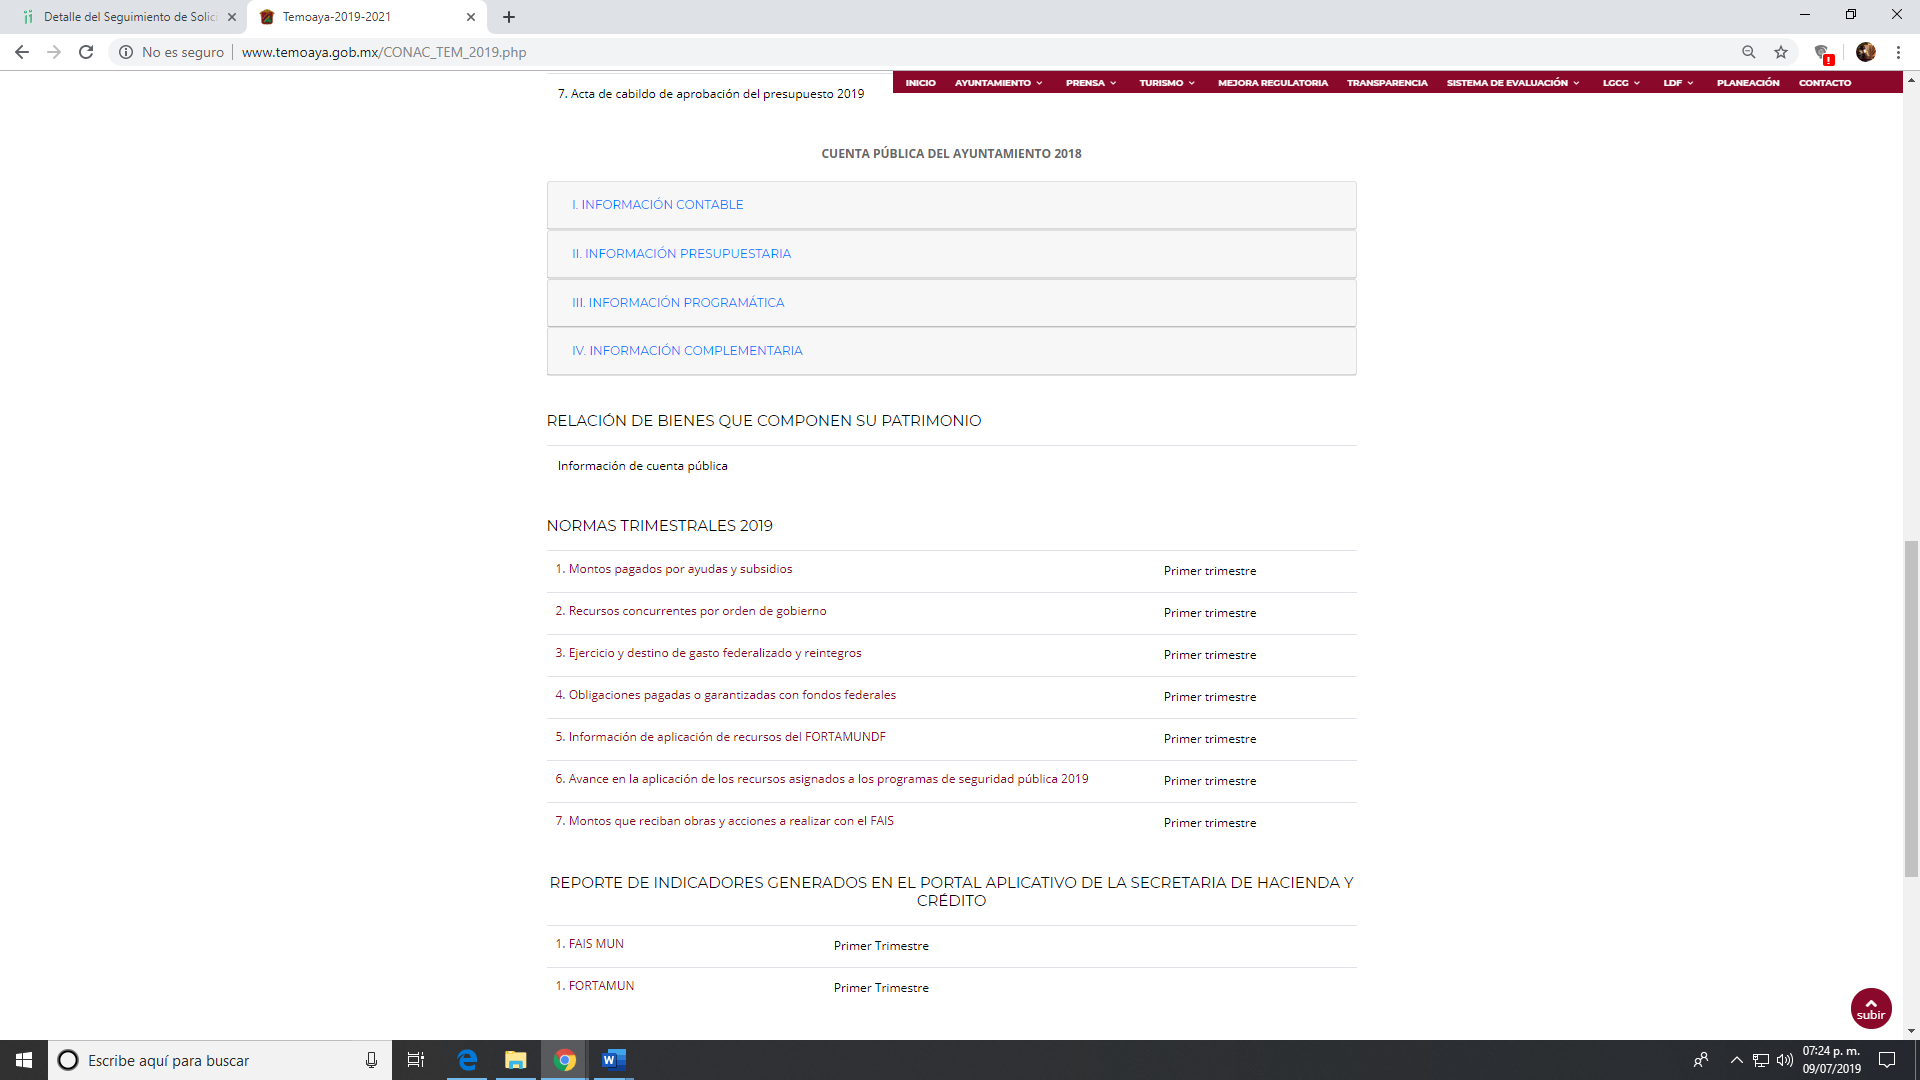 Detalle del Seguimiento de Solici
Temoaya-2019-2021
No es seguro
www.temoaya.gob.mx/CONAC_TEM_2019.php
INICIO AYUNTAMIENTO PRENSA TURISMO MEJORA REGULATORIA TRANSPARENCIA SISTEMA DE EVALUACIÓN LGCG LDF PLANEACIÓN CONTACTO
7. Acta de cabildo de aprobación del presupuesto 2019
CUENTA PÚBLICA DEL AYUNTAMIENTO 2018
I. INFORMACIÓN CONTABLE
II. INFORMACIÓN PRESUPUESTARIA
III. INFORMACIÓN PROGRAMÁTICA
IV. INFORMACIÓN COMPLEMENTARIA
RELACIÓN DE BIENES QUE COMPONEN SU PATRIMONIO
Información de cuenta pública
NORMAS TRIMESTRALES 2019
1. Montos pagados por ayudas y subsidios Primer trimestre
2. Recursos concurrentes por orden de gobierno Primer trimestre
3. Ejercicio y destino de gasto federalizado y reintegros Primer trimestre
4. Obligaciones pagadas o garantizadas con fondos federales Primer trimestre
5. Información de aplicación de recursos del FORTAMUNDF Primer trimestre
6. Avance en la aplicación de los recursos asignados a los programas de seguridad pública 2019 Primer trimestre
7. Montos que reciban obras y acciones a realizar con el FAIS Primer trimestre
REPORTE DE INDICADORES GENERADOS EN EL PORTAL APLICATIVO DE LA SECRETARIA DE HACIENDA Y
CRÉDITO
1. FAIS MUN Primer Trimestre
1. FORTAMUN Primer Trimestre
subir
Escribe aquí para buscar
07:24 p. m.
09/07/2019